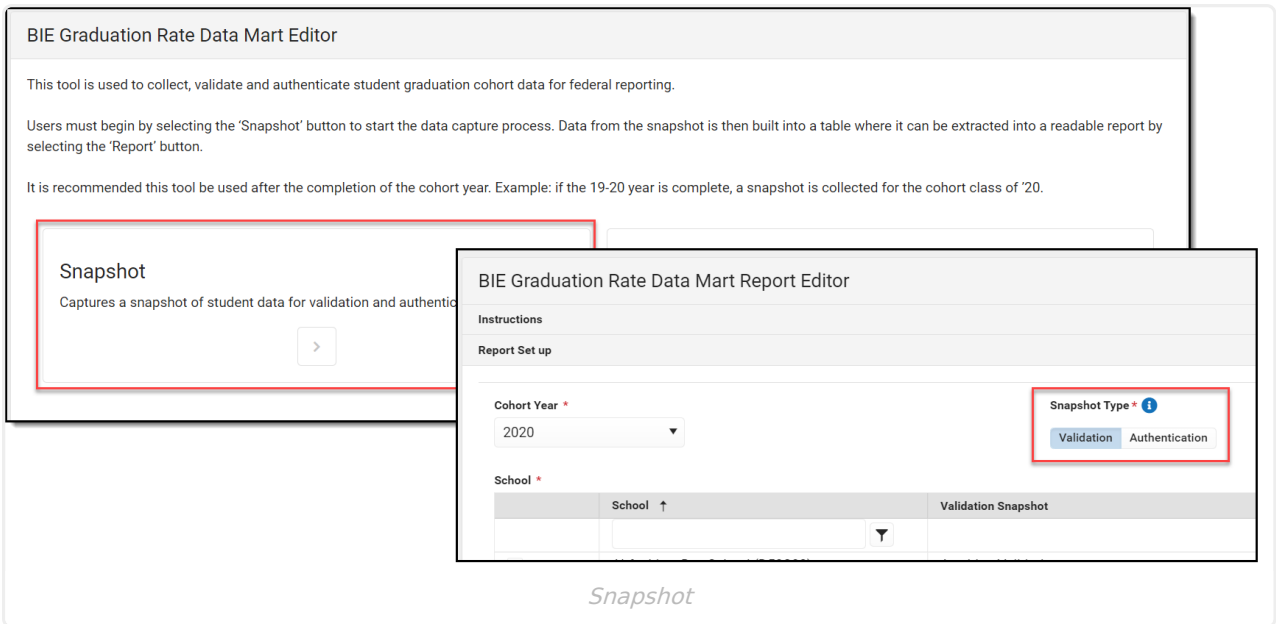 BIE Graduation Rate Data Mart Editor
This tool is used to collect, validate and authenticate student graduation cohort data for federal reporting.
Users must begin by selecting the ‘Snapshot’ button to start the data capture process. Data from the snapshot is then built into a table where it can be extracted into a readable report by
selecting the ‘Report’ button.
It is recommended this tool be used after the completion of the cohort year. Example: if the 19-20 year is complete, a snapshot is collected for the cohort class of ’20.
Snapshot
Captures a snapshot of student data for validation and
BIE Graduation Rate Data Mart Report Editor
Instructions
Report Set up
Cohort Year *
Snapshot Type *
2020
Validation Authentication
School *
School ↑ Validation Snapshot
Snapshot